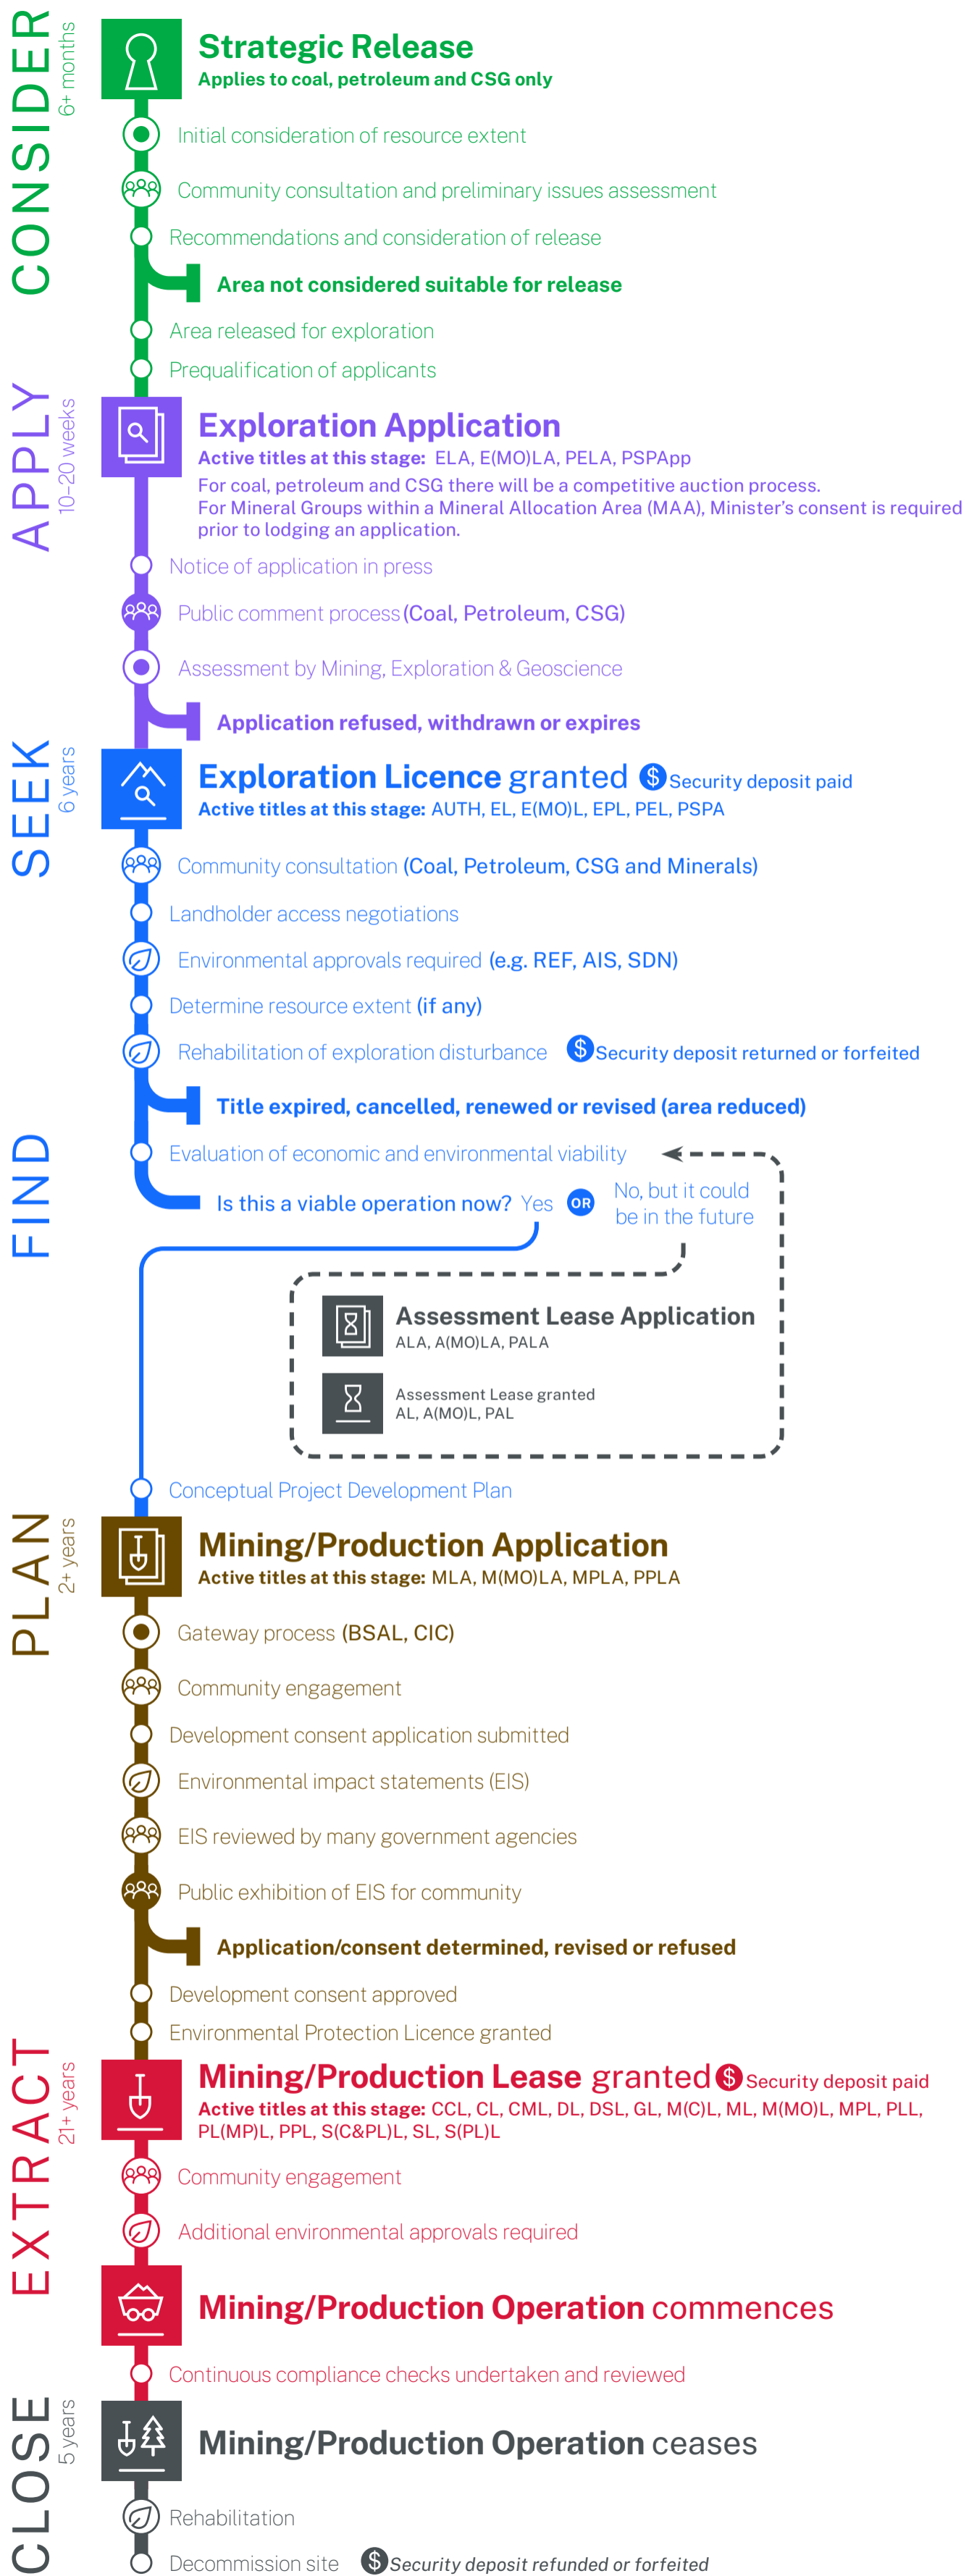 CONSIDER
6+ months
Strategic Release
Applies to coal, petroleum and CSG only
Initial consideration of resource extent
Community consultation and preliminary issues assessment
Recommendations and consideration of release
Area not considered suitable for release
Area released for exploration
Prequalification of applicants
APPLY
10–20 weeks
Exploration Application
Active titles at this stage: ELA, E(MO)LA, PELA, PSPApp
For coal, petroleum and CSG there will be a competitive auction process.
For Mineral Groups within a Mineral Allocation Area (MAA), Minister's consent is required
prior to lodging an application.
Notice of application in press
Public comment process (Coal, Petroleum, CSG)
Assessment by Mining, Exploration & Geoscience
Application refused, withdrawn or expires
SEEK
6 years
Exploration Licence granted $ Security deposit paid
Active titles at this stage: AUTH, EL, E(MO)L, EPL, PEL, PSPA
Community consultation (Coal, Petroleum, CSG and Minerals)
Landholder access negotiations
Environmental approvals required (e.g. REF, AIS, SDN)
Determine resource extent (if any)
Rehabilitation of exploration disturbance $ Security deposit returned or forfeited
Title expired, cancelled, renewed or revised (area reduced)
FIND
Evaluation of economic and environmental viability
Is this a viable operation now? Yes OR No, but it could
be in the future
Assessment Lease Application
ALA, A(MO)LA, PALA
Assessment Lease granted
AL, A(MO)L, PAL
Conceptual Project Development Plan
PLAN
2+ years
Mining/Production Application
Active titles at this stage: MLA, M(MO)LA, MPLA, PPLA
Gateway process (BSAL, CIC)
Community engagement
Development consent application submitted
Environmental impact statements (EIS)
EIS reviewed by many government agencies
Public exhibition of EIS for community
Application/consent determined, revised or refused
Development consent approved
Environmental Protection Licence granted
EXTRACT
21+ years
Mining/Production Lease granted $ Security deposit paid
Active titles at this stage: CCL, CL, CML, DL, DSL, GL, M(C)L, ML, M(MO)L, MPL, PLL,
PL(MP)L, PPL, S(C&PL)L, SL, S(PL)L
Community engagement
Additional environmental approvals required
Mining/Production Operation commences
Continuous compliance checks undertaken and reviewed
CLOSE
5 years
Mining/Production Operation ceases
Rehabilitation
Decommission site $ Security deposit refunded or forfeited